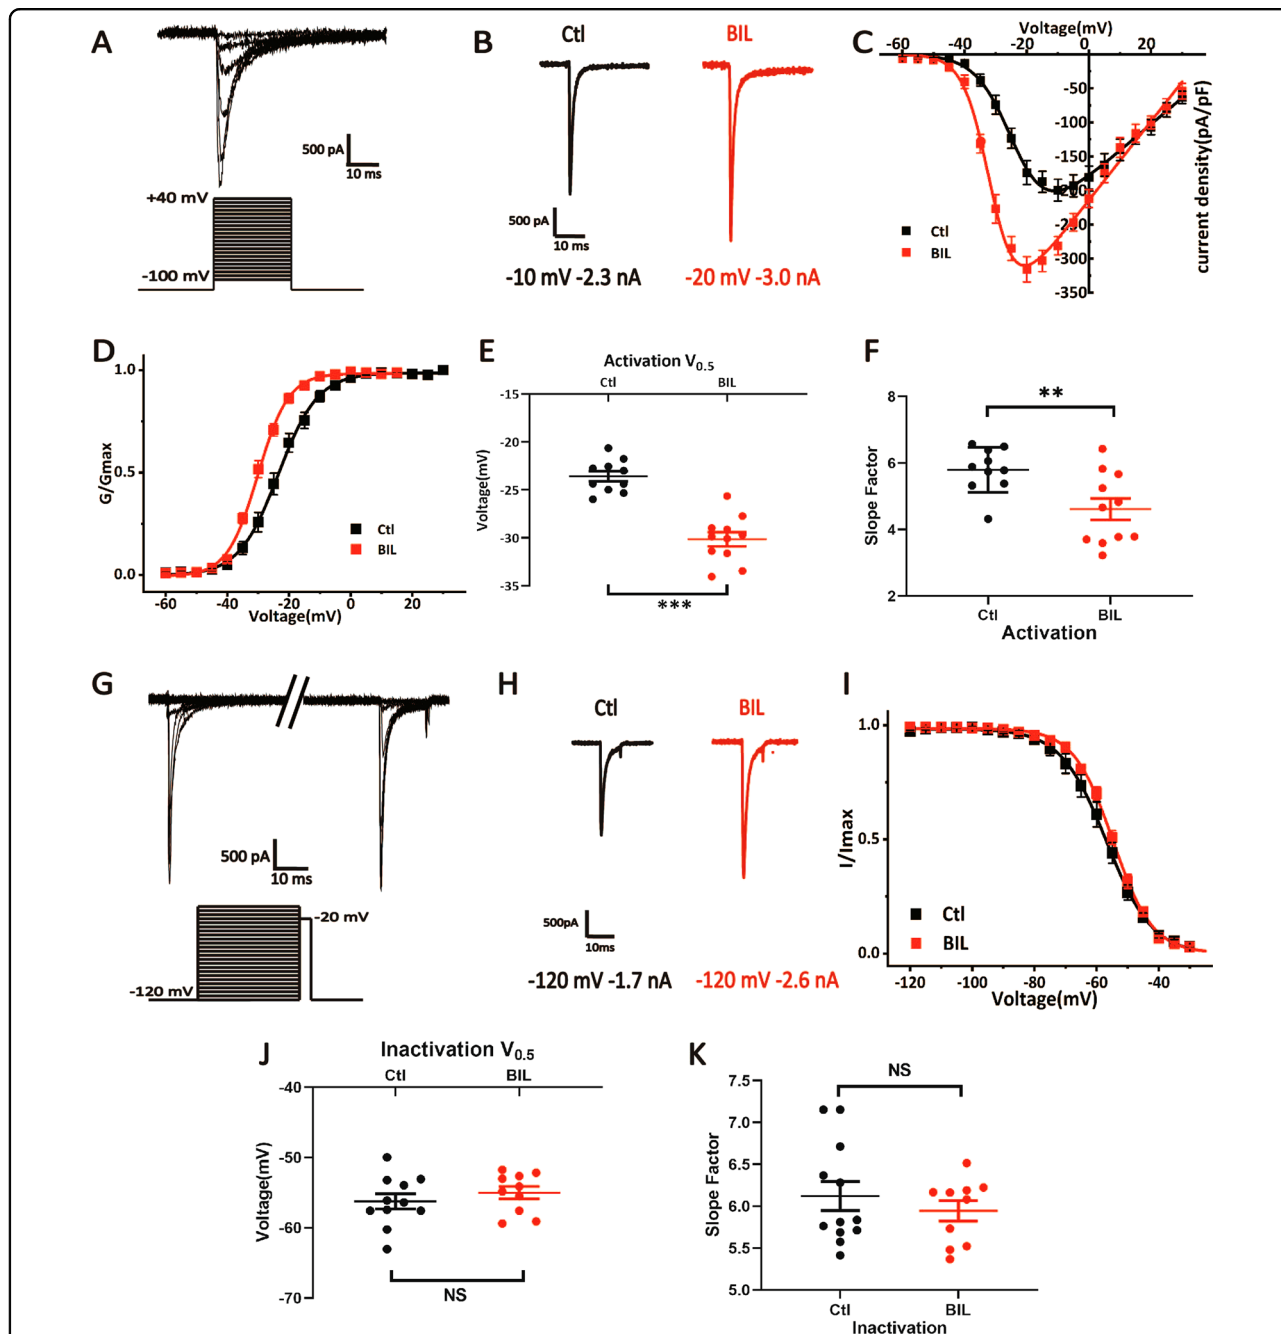 A
500 pA
10 ms
+40 mV
-100 mV
B
Ctl
BIL
500 pA
10 ms
-10 mV -2.3 nA
-20 mV -3.0 nA
C
Voltage(mV)
-60 -40 -20 0 20
-50
-100
-150
-200
-250
-300
-350
current density(pA/pF)
Ctl
BIL
D
1.0
0.5
0.0
G/Gmax
Ctl
BIL
-60 -40 -20 0 20
Voltage(mV)
E
Activation V0.5
Ctl BIL
-15
-20
-25
-30
-35
Voltage(mV)
***
F
**
8
6
4
2
Slope Factor
Ctl BIL
Activation
G
500 pA
10 ms
-20 mV
-120 mV
H
Ctl
BIL
500pA
10ms
-120 mV -1.7 nA
-120 mV -2.6 nA
I
1.0
0.5
0.0
I/Imax
Ctl
BIL
-120 -100 -80 -60 -40
Voltage(mV)
J
Inactivation V0.5
Ctl BIL
-40
-50
-60
-70
Voltage(mV)
NS
K
NS
7.5
7.0
6.5
6.0
5.5
5.0
Slope Factor
Ctl BIL
Inactivation